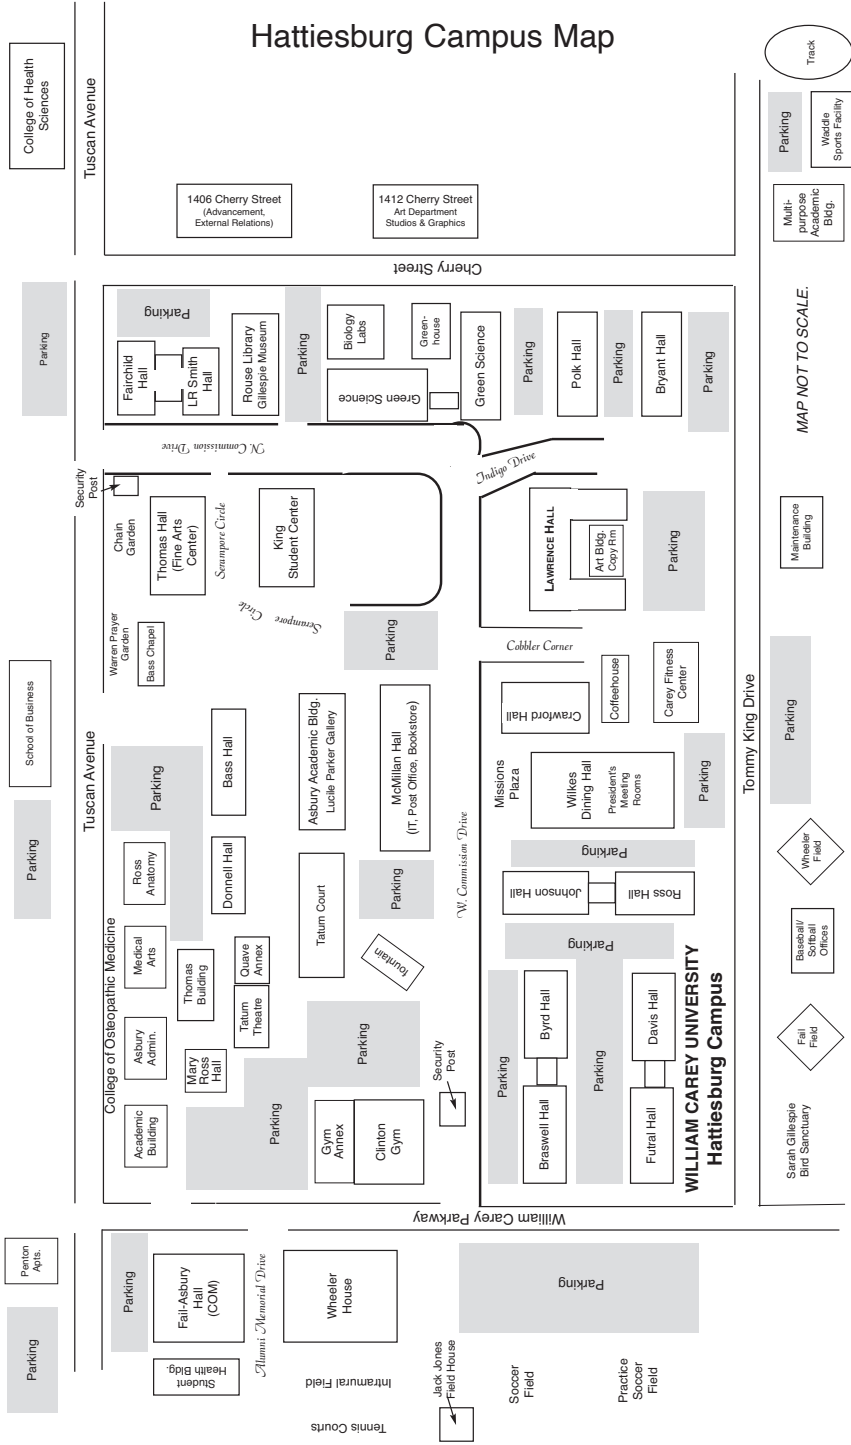 Hattiesburg Campus Map
College of Health
Sciences
Tuscan Avenue
1406 Cherry Street
(Advancement,
External Relations)
1412 Cherry Street
Art Department
Studios & Graphics
Track
Parking
Waddle
Sports Facility
Multi-
purpose
Academic
Bldg.
Cherry Street
Parking
Parking
Fairchild
Hall
LR Smith
Hall
Rouse Library
Gillespie Museum
Parking
Biology
Labs
Green-
house
Green Science
Green Science
Parking
Polk Hall
Parking
Bryant Hall
Parking
MAP NOT TO SCALE.
N. Commission Drive
Indigo Drive
Security
Post
Chain
Garden
Thomas Hall
(Fine Arts
Center)
Serampore Circle
King
Student Center
LAWRENCE HALL
Art Bldg.
Copy Rm
Parking
Maintenance
Building
Warren Prayer
Garden
Bass Chapel
Serampore
Circle
Parking
Cobbler Corner
School of Business
Tuscan Avenue
Parking
Parking
Bass Hall
Asbury Academic Bldg.
Lucile Parker Gallery
McMillan Hall
(IT, Post Office, Bookstore)
Crawford Hall
Coffeehouse
Carey Fitness
Center
Missions
Plaza
Wilkes
Dining Hall
President's
Meeting
Rooms
Parking
Tommy King Drive
Parking
W. Commission Drive
College of Osteopathic Medicine
Ross
Anatomy
Donnell Hall
Tatum Court
Parking
fountain
Parking
Johnson Hall
Ross Hall
Wheeler
Field
Medical
Arts
Thomas
Building
Quave
Annex
Tatum
Theatre
Parking
Baseball/
Softball
Offices
Asbury
Admin.
Mary
Ross
Hall
Parking
Parking
Security
Post
Parking
Byrd Hall
Parking
Davis Hall
Fail
Field
Academic
Building
Gym
Annex
Clinton
Gym
Braswell Hall
Futral Hall
WILLIAM CAREY UNIVERSITY
Hattiesburg Campus
Sarah Gillespie
Bird Sanctuary
William Carey Parkway
Penton
Apts.
Parking
Parking
Fail-Asbury
Hall
(COM)
Alumni Memorial Drive
Wheeler
House
Parking
Student
Health Bldg.
Intramural Field
Tennis Courts
Jack Jones
Field House
Soccer
Field
Practice
Soccer
Field